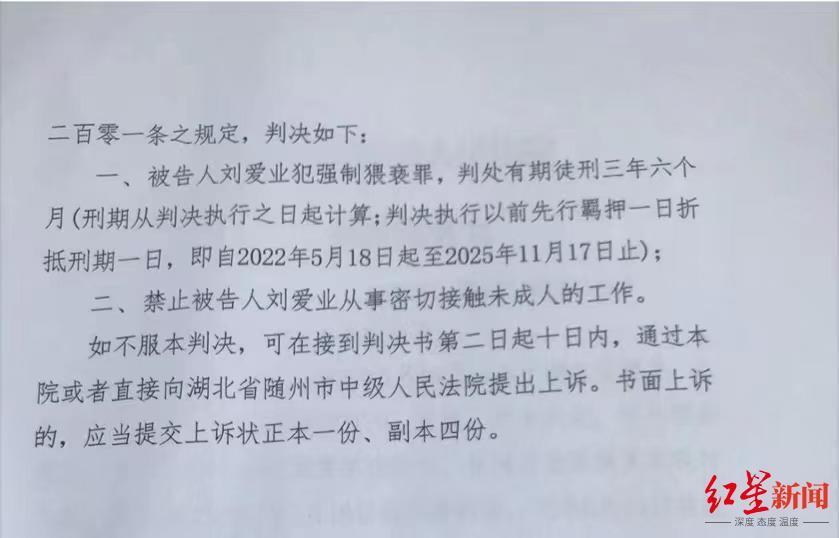 二百零一条之规定，判决如下：
一、被告人刘爱业犯强制猥亵罪，判处有期徒刑三年六个
月(刑期从判决执行之日起计算;判决执行以前先行羁押一日折
抵刑期一日，即自2022年5月18日起至2025年11月17日止)；
二、禁止被告人刘爱业从事密切接触未成人的工作。
如不服本判决，可在接到判决书第二日起十日内，通过本
院或者直接向湖北省随州市中级人民法院提出上诉。书面上诉
的，应当提交上诉状正本一份、副本四份。
红星新闻
深度 态度 温度